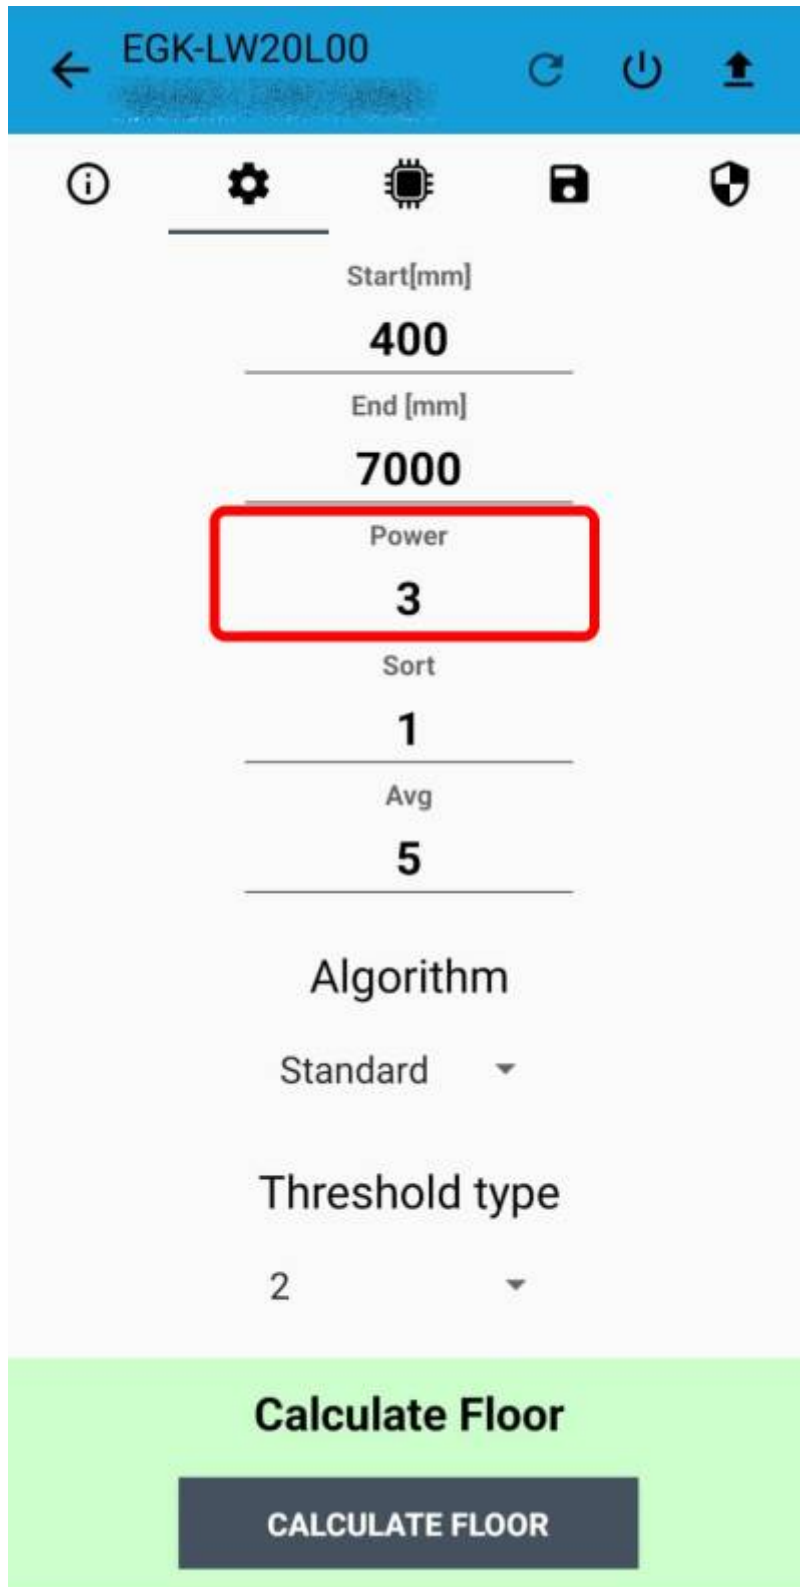 EGK-LW20L00
Start[mm]
400
End [mm]
7000
Power
3
Sort
1
Avg
5
Algorithm
Standard
Threshold type
2
Calculate Floor
CALCULATE FLOOR